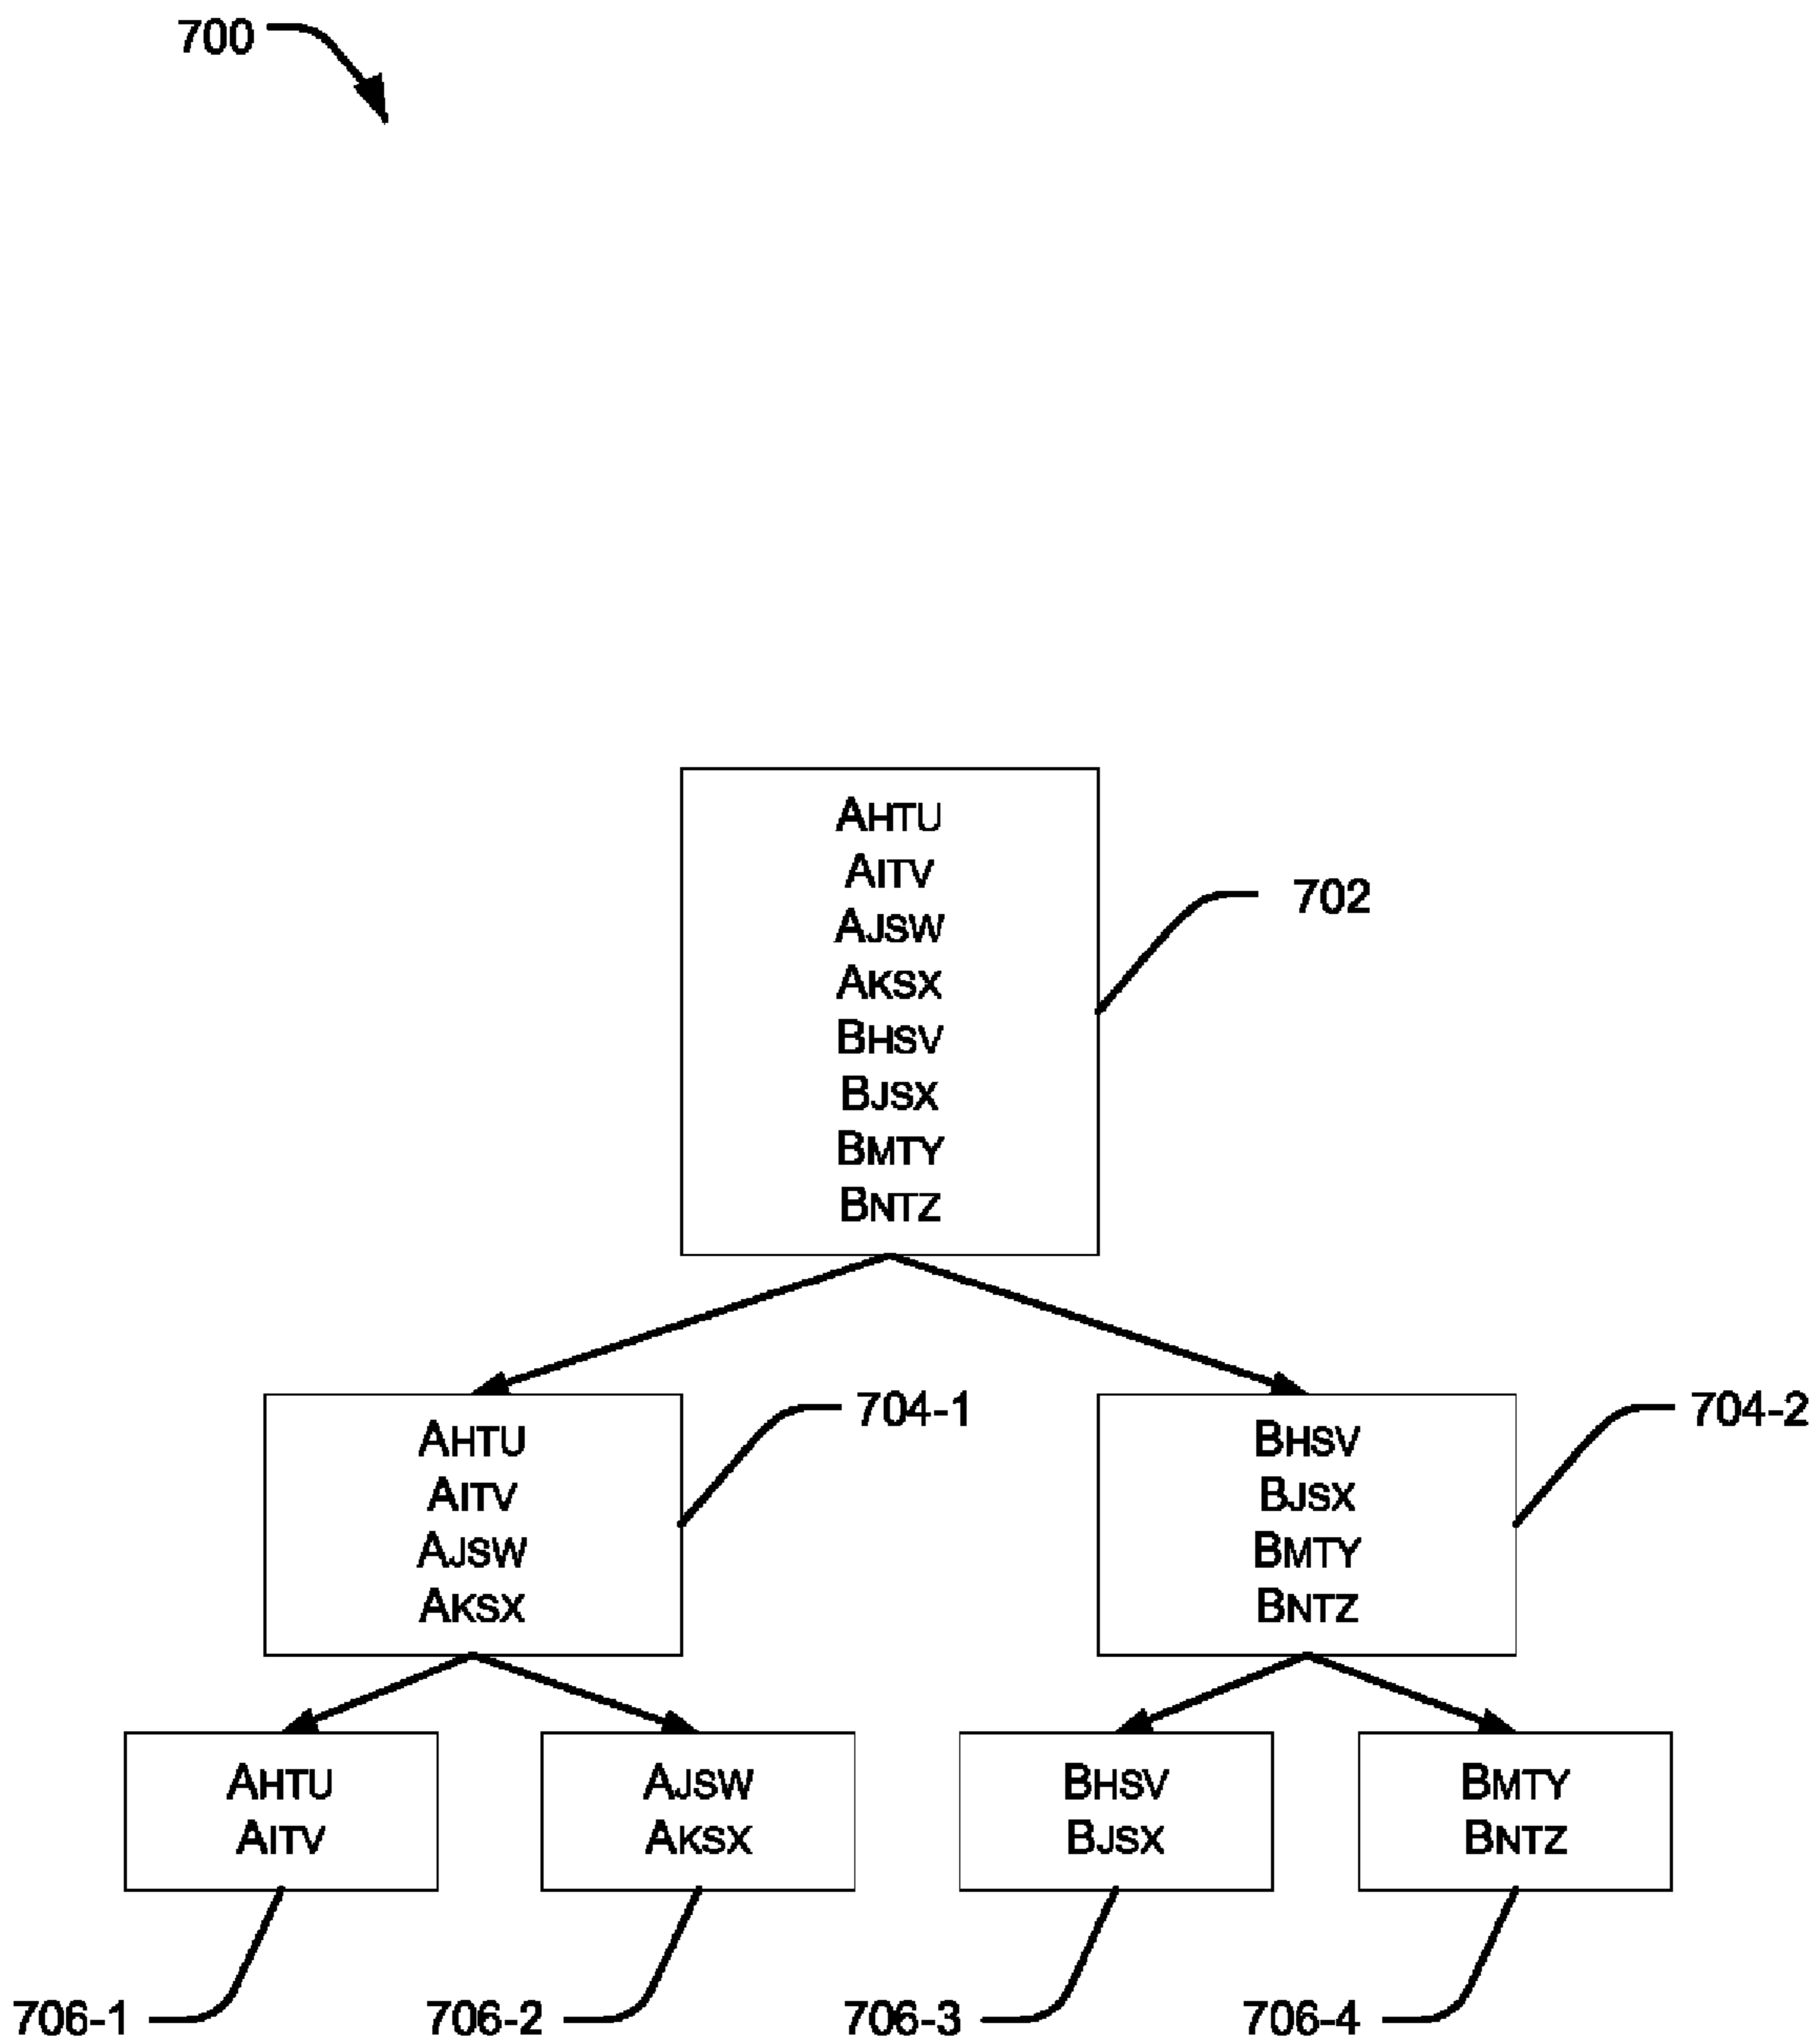 700
AHTU
AITV
AJSW
AKSX
BHSV
BJSX
BMTY
BNTZ
702
AHTU
AITV
AJSW
AKSX
704-1
BHSV
BJSX
BMTY
BNTZ
704-2
AHTU
AITV
AJSW
AKSX
BHSV
BJSX
BMTY
BNTZ
706-1
706-2
706-3
706-4